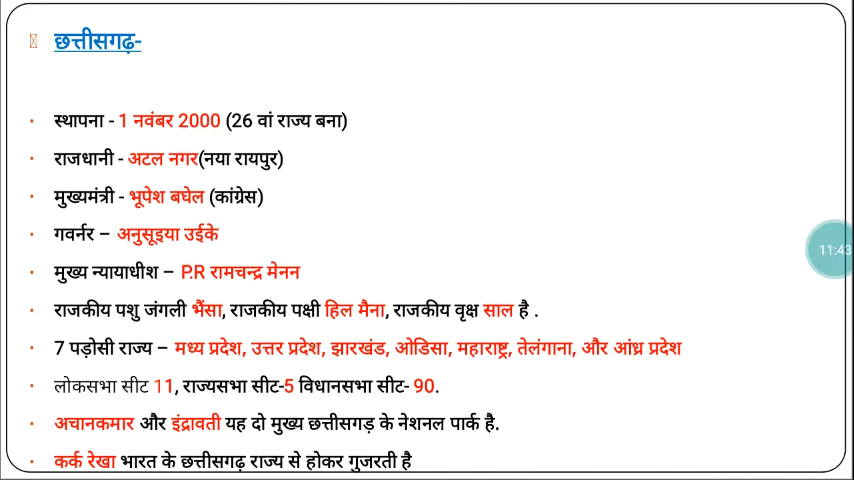 छत्तीसगढ़-
स्थापना - 1 नवंबर 2000 (26 वां राज्य बना)
राजधानी - अटल नगर(नया रायपुर)
मुख्यमंत्री - भूपेश बघेल (कांग्रेस)
गवर्नर – अनुसूइया उईके
मुख्य न्यायाधीश – P.R रामचन्द्र मेनन
राजकीय पशु जंगली भैंसा, राजकीय पक्षी हिल मैना, राजकीय वृक्ष साल है .
7 पड़ोसी राज्य – मध्य प्रदेश, उत्तर प्रदेश, झारखंड, ओडिसा, महाराष्ट्र, तेलंगाना, और आंध्र प्रदेश
लोकसभा सीट 11, राज्यसभा सीट-5 विधानसभा सीट- 90.
अचानकमार और इंद्रावती यह दो मुख्य छत्तीसगड़ के नेशनल पार्क है.
कर्क रेखा भारत के छत्तीसगढ़ राज्य से होकर गुजरती है
11:43